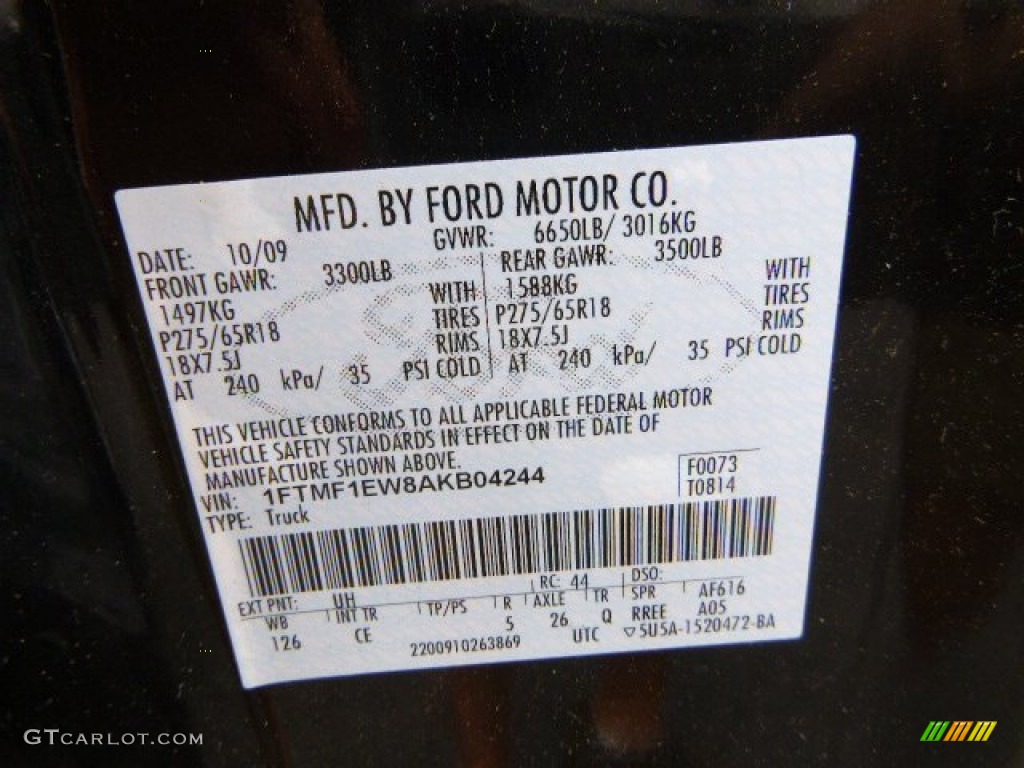 MFD. BY FORD MOTOR CO.
DATE: 10/09 GVWR: 6650LB/ 3016KG
FRONT GAWR: 3300LB REAR GAWR: 3500LB
1497KG WITH 1588KG WITH
P275/65R18 TIRES P275/65R18 TIRES
18X7.5J RIMS 18X7.5J RIMS
AT 240 kPa/ 35 PSI COLD AT 240 kPa/ 35 PSI COLD
THIS VEHICLE CONFORMS TO ALL APPLICABLE FEDERAL MOTOR
VEHICLE SAFETY STANDARDS IN EFFECT ON THE DATE OF
MANUFACTURE SHOWN ABOVE.
VIN: 1FTMF1EW8AKB04244 F0073
TYPE: Truck T0814
EXT PNT: UH RC: 44 DSO:
WB INT TR TP/PS R AXLE TR SPR AF616
126 CE 5 26 Q RREE A05
2200910263869 UTC ▽5U5A-1520472-BA
GTCARLOT.COM